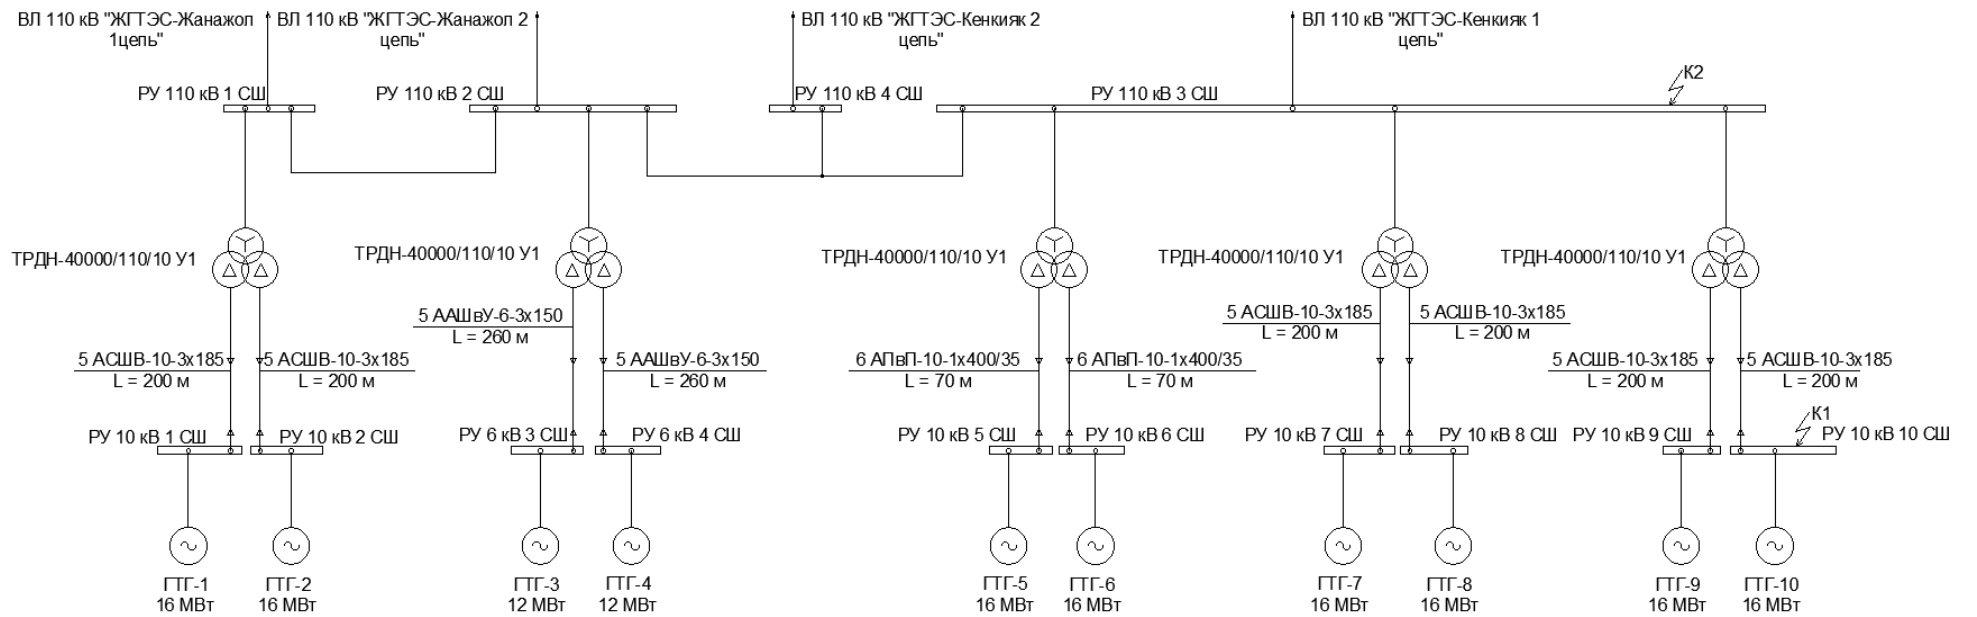 ВЛ 110 кВ "ЖГТЭС-Жанажол
1цепь"
ВЛ 110 кВ "ЖГТЭС-Жанажол 2
цепь"
ВЛ 110 кВ "ЖГТЭС-Кенкияк 2
цепь"
ВЛ 110 кВ "ЖГТЭС-Кенкияк 1
цепь"
К2
РУ 110 кВ 1 СШ
РУ 110 кВ 2 СШ
РУ 110 кВ 4 СШ
РУ 110 кВ 3 СШ
ТРДН-40000/110/10 У1
ТРДН-40000/110/10 У1
ТРДН-40000/110/10 У1
ТРДН-40000/110/10 У1
ТРДН-40000/110/10 У1
5 ААШвУ-6-3х150
L = 260 м
5 АСШВ-10-3х185
L = 200 м
5 АСШВ-10-3х185
L = 200 м
5 АСШВ-10-3х185
L = 200 м
5 АСШВ-10-3х185
L = 200 м
5 ААШвУ-6-3х150
L = 260 м
6 АПвП-10-1х400/35
L = 70 м
6 АПвП-10-1х400/35
L = 70 м
5 АСШВ-10-3х185
L = 200 м
5 АСШВ-10-3х185
L = 200 м
К1
РУ 10 кВ 1 СШ
РУ 10 кВ 2 СШ
РУ 6 кВ 3 СШ
РУ 6 кВ 4 СШ
РУ 10 кВ 5 СШ
РУ 10 кВ 6 СШ
РУ 10 кВ 7 СШ
РУ 10 кВ 8 СШ
РУ 10 кВ 9 СШ
РУ 10 кВ 10 СШ
ГТГ-1
16 МВт
ГТГ-2
16 МВт
ГТГ-3
12 МВт
ГТГ-4
12 МВт
ГТГ-5
16 МВт
ГТГ-6
16 МВт
ГТГ-7
16 МВт
ГТГ-8
16 МВт
ГТГ-9
16 МВт
ГТГ-10
16 МВт